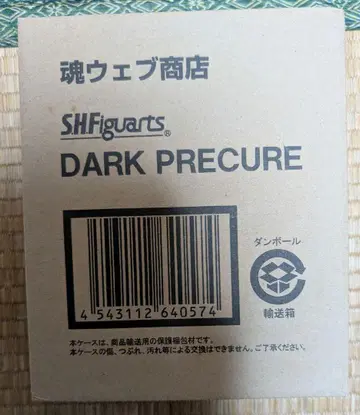 魂ウェブ商店
S.H.Figuarts®
DARK PRECURE
4 543112 640574
ダンボール
輸送箱
本ケースは、商品輸送用の保護梱包材です。
本ケースの傷、つぶれ、汚れ等による交換はできません。ご了承ください。